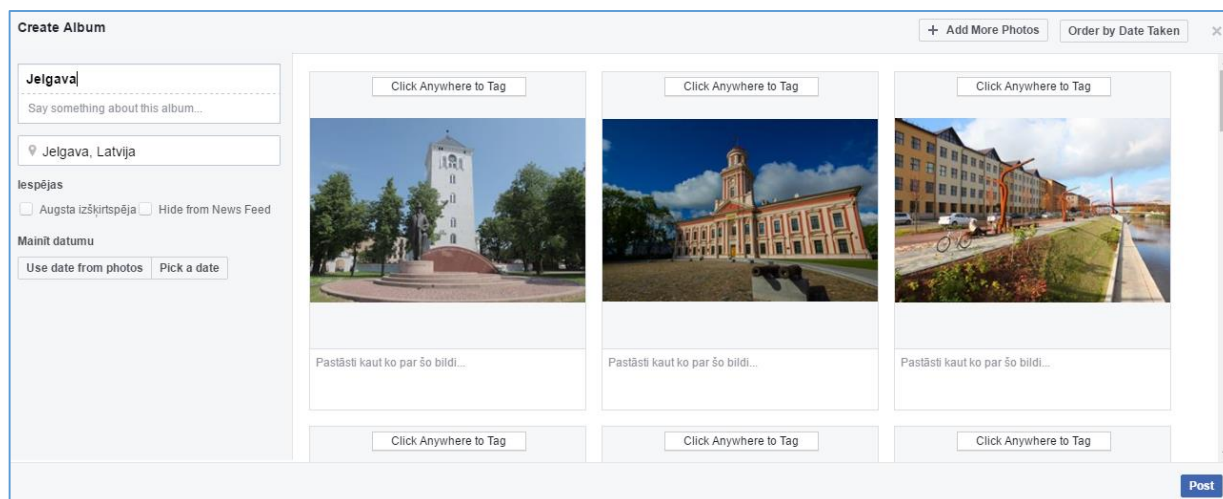 Create Album
+ Add More Photos
Order by Date Taken
×
Jelgava
Say something about this album...
Jelgava, Latvija
Iespējas
Augsta izšķirtspēja Hide from News Feed
Mainīt datumu
Use date from photos Pick a date
Click Anywhere to Tag
Click Anywhere to Tag
Click Anywhere to Tag
Pastāsti kaut ko par šo bildi...
Pastāsti kaut ko par šo bildi...
Pastāsti kaut ko par šo bildi...
Click Anywhere to Tag
Click Anywhere to Tag
Click Anywhere to Tag
Post